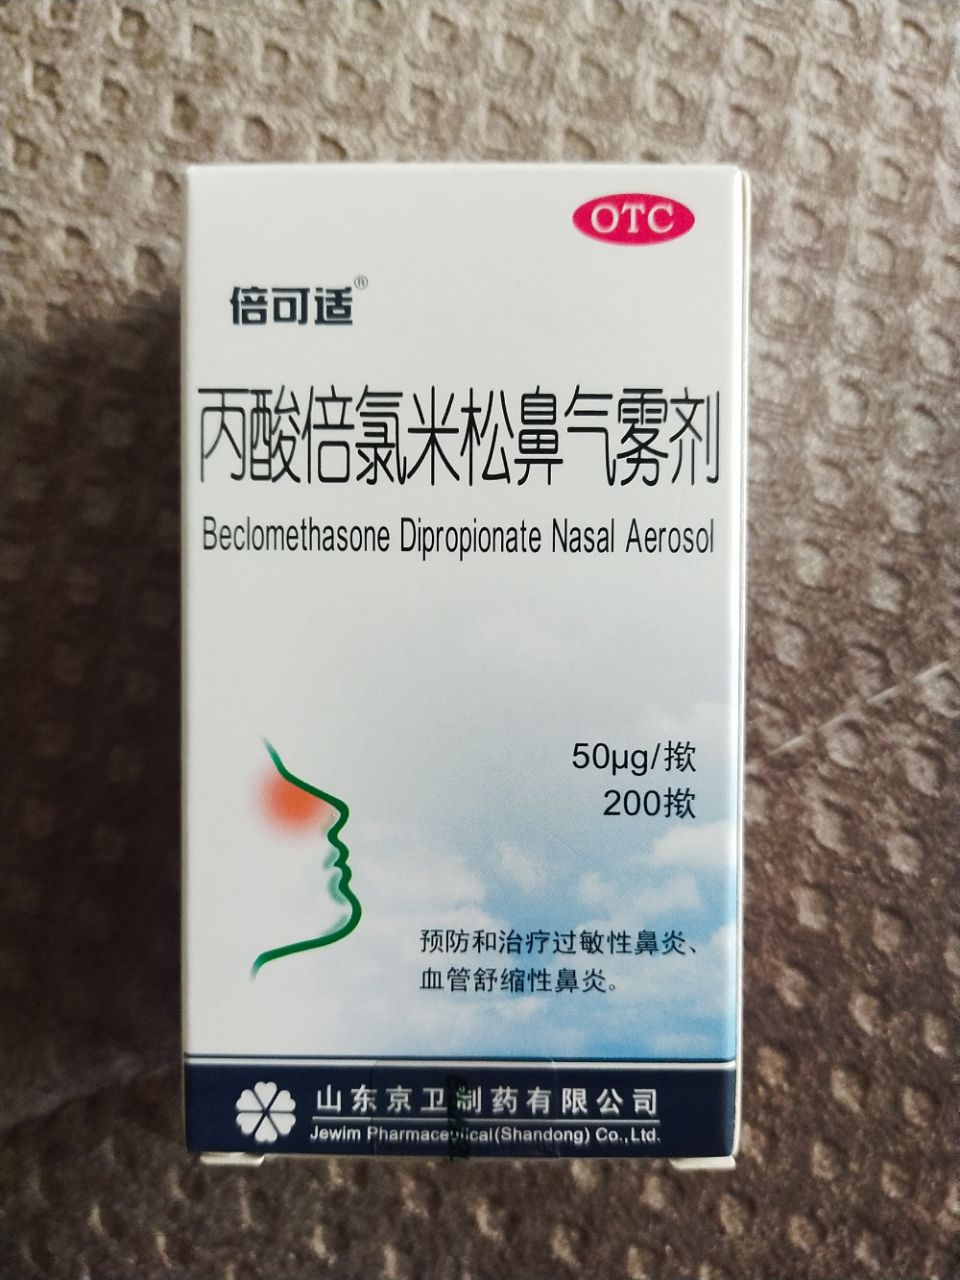 OTC
倍可适®
丙酸倍氯米松鼻气雾剂
Beclomethasone Dipropionate Nasal Aerosol
50μg/揿
200揿
预防和治疗过敏性鼻炎、
血管舒缩性鼻炎。
山东京卫制药有限公司
Jewim Pharmaceutical(Shandong) Co.,Ltd.